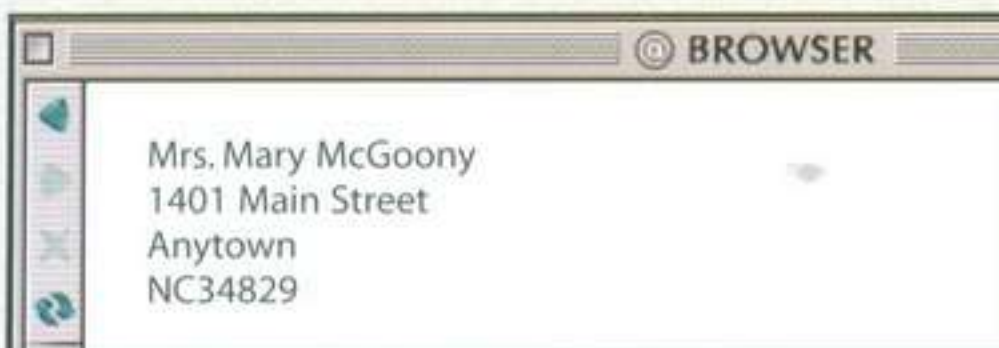 BROWSER
Mrs. Mary McGoony
1401 Main Street
Anytown
NC34829